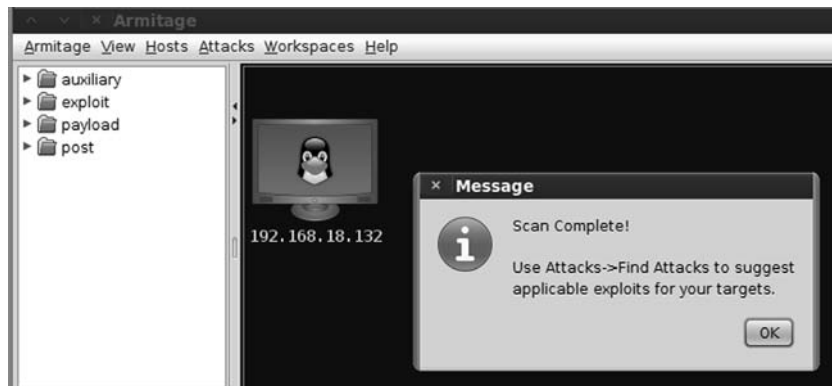 Armitage
Armitage View Hosts Attacks Workspaces Help
auxiliary
exploit
payload
post
192.168.18.132
Message
Scan Complete!
Use Attacks->Find Attacks to suggest
applicable exploits for your targets.
OK